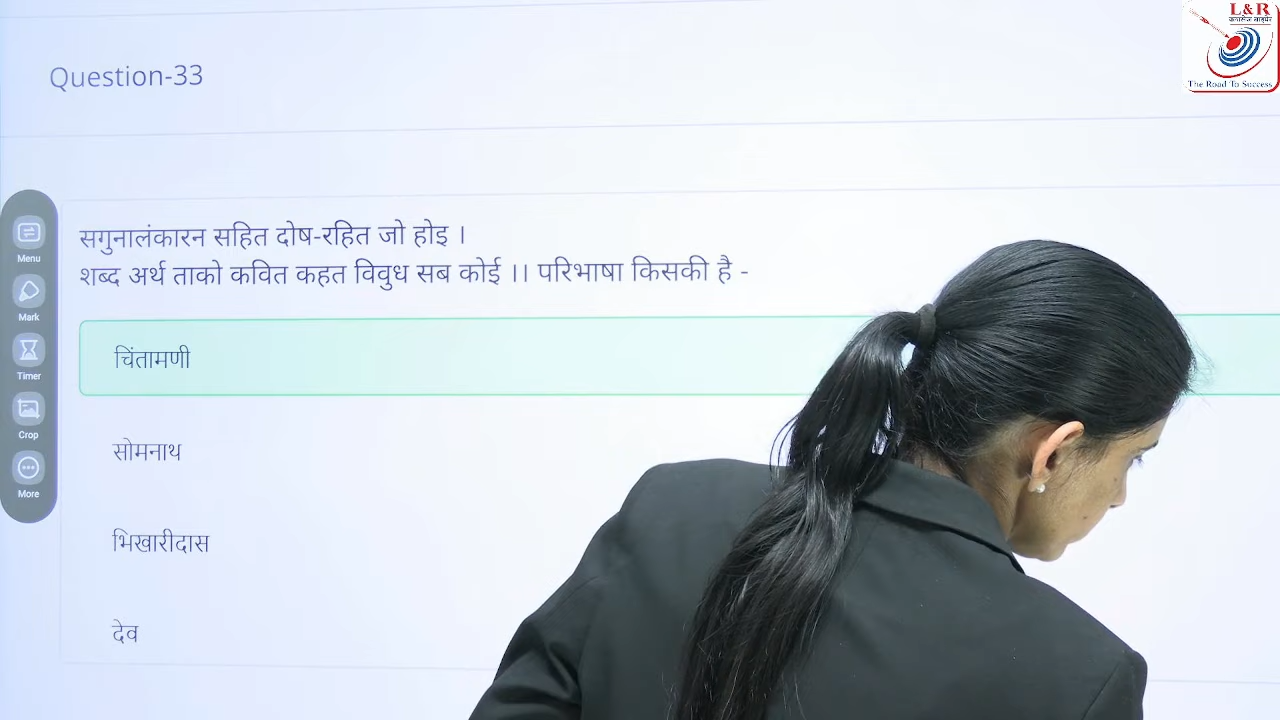 L&R
The Road To Success
Question-33
Menu
Mark
Timer
Crop
More
सगुनालंकारन सहित दोष-रहित जो होइ ।
शब्द अर्थ ताको कवित कहत विवुध सब कोई ।। परिभाषा किसकी है -
चिंतामणी
सोमनाथ
भिखारीदास
देव